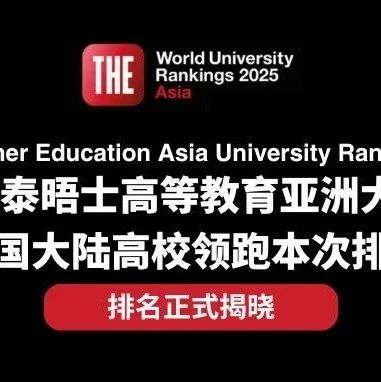 THE
World University
Rankings 2025
Asia
her Education Asia University Ran
泰晤士高等教育亚洲大
国大陆高校领跑本次排
排名正式揭晓